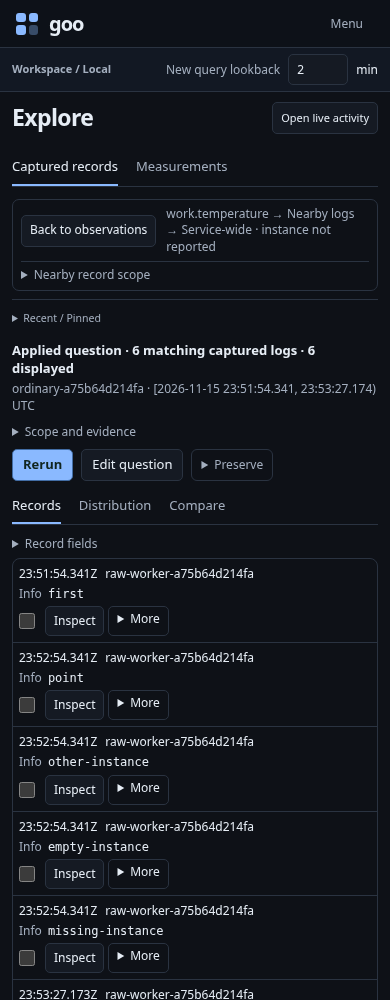 goo
Menu
Workspace / Local
New query lookback
2
min
Explore
Open live activity
Captured records
Measurements
Back to observations
work.temperature → Nearby logs
→ Service-wide · instance not
reported
▶ Nearby record scope
▶ Recent / Pinned
Applied question · 6 matching captured logs · 6
displayed
ordinary-a75b64d214fa · [2026-11-15 23:51:54.341, 23:53:27.174)
UTC
▶ Scope and evidence
Rerun
Edit question
▶ Preserve
Records
Distribution
Compare
▶ Record fields
23:51:54.341Z raw-worker-a75b64d214fa
Info first
Inspect
▶ More
23:52:54.341Z raw-worker-a75b64d214fa
Info point
Inspect
▶ More
23:52:54.341Z raw-worker-a75b64d214fa
Info other-instance
Inspect
▶ More
23:52:54.341Z raw-worker-a75b64d214fa
Info empty-instance
Inspect
▶ More
23:52:54.341Z raw-worker-a75b64d214fa
Info missing-instance
Inspect
▶ More
23:53:27.173Z raw-worker-a75b64d214fa